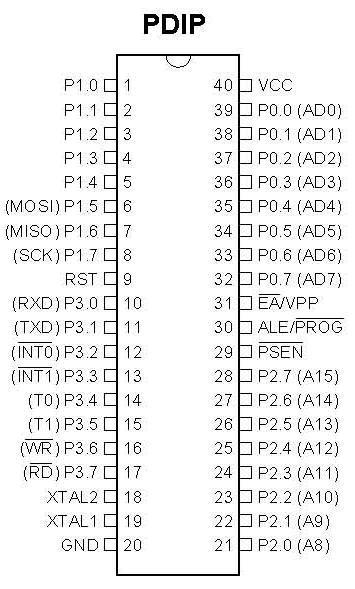 PDIP
P1.0 1 40 VCC
P1.1 2 39 P0.0 (AD0)
P1.2 3 38 P0.1 (AD1)
P1.3 4 37 P0.2 (AD2)
P1.4 5 36 P0.3 (AD3)
(MOSI) P1.5 6 35 P0.4 (AD4)
(MISO) P1.6 7 34 P0.5 (AD5)
(SCK) P1.7 8 33 P0.6 (AD6)
RST 9 32 P0.7 (AD7)
(RXD) P3.0 10 31 E̅A̅/VPP
(TXD) P3.1 11 30 ALE/P̅R̅O̅G̅
(I̅N̅T̅0̅) P3.2 12 29 P̅S̅E̅N̅
(I̅N̅T̅1̅) P3.3 13 28 P2.7 (A15)
(T0) P3.4 14 27 P2.6 (A14)
(T1) P3.5 15 26 P2.5 (A13)
(W̅R̅) P3.6 16 25 P2.4 (A12)
(R̅D̅) P3.7 17 24 P2.3 (A11)
XTAL2 18 23 P2.2 (A10)
XTAL1 19 22 P2.1 (A9)
GND 20 21 P2.0 (A8)